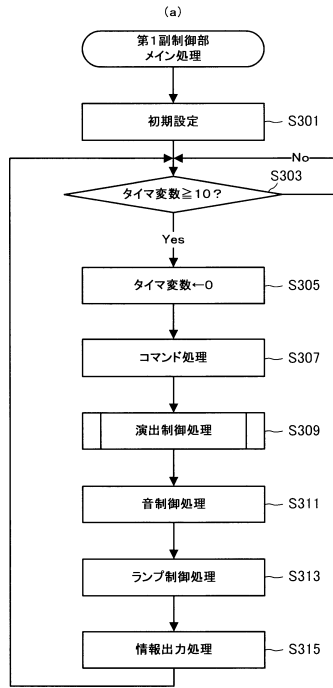 (a)
第1副制御部
メイン処理
初期設定
S301
No
S303
タイマ変数≧10?
Yes
タイマ変数←0
S305
コマンド処理
S307
演出制御処理
S309
音制御処理
S311
ランプ制御処理
S313
情報出力処理
S315